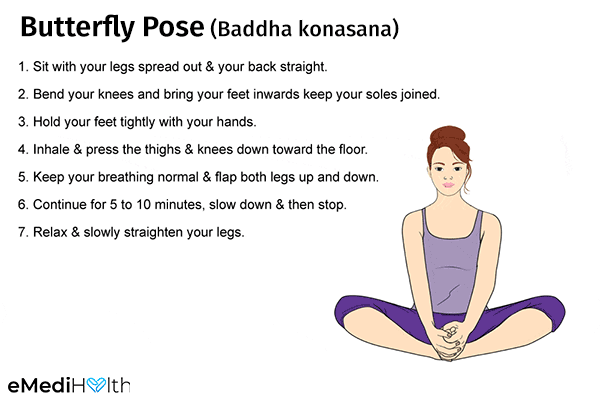 Butterfly Pose (Baddha konasana)
1. Sit with your legs spread out & your back straight.
2. Bend your knees and bring your feet inwards keep your soles joined.
3. Hold your feet tightly with your hands.
4. Inhale & press the thighs & knees down toward the floor.
5. Keep your breathing normal & flap both legs up and down.
6. Continue for 5 to 10 minutes, slow down & then stop.
7. Relax & slowly straighten your legs.
eMediHealth